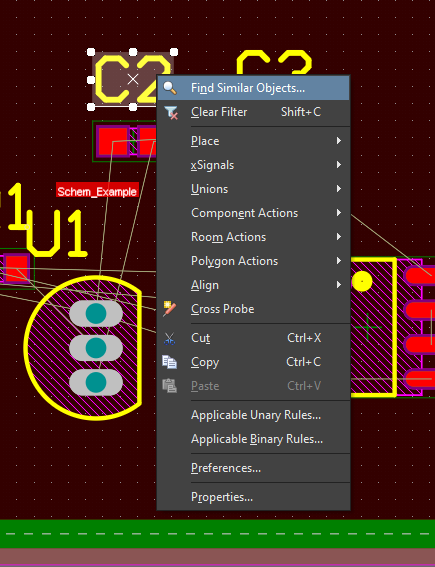 C2
C3
Find Similar Objects...
Clear Filter Shift+C
Place
xSignals
Unions
Component Actions
Room Actions
Polygon Actions
Align
Cross Probe
Cut Ctrl+X
Copy Ctrl+C
Paste Ctrl+V
Applicable Unary Rules...
Applicable Binary Rules...
Preferences...
Properties...
Schem_Example
1
U1